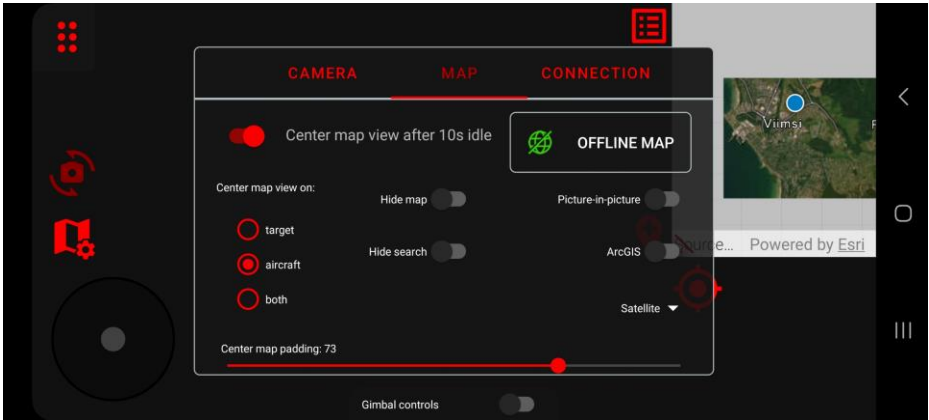 CAMERA MAP CONNECTION
Center map view after 10s idle
OFFLINE MAP
Viimsi
Center map view on:
Hide map
Picture-in-picture
target
Hide search
ArcGIS
aircraft
both
Satellite
Center map padding: 73
Powered by Esri
Gimbal controls